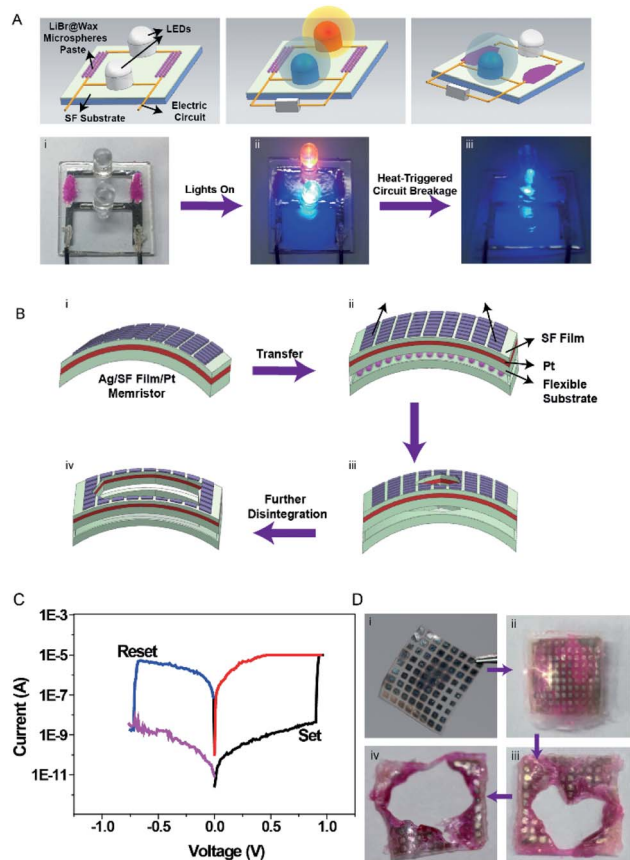 A
LiBr@Wax
Microspheres
Paste
LEDs
SF Substrate
Electric
Circuit
i
ii
iii
Lights On
Heat-Triggered
Circuit Breakage
B
i
ii
Ag/SF Film/Pt
Memristor
Transfer
SF Film
Pt
Flexible
Substrate
iv
iii
Further
Disintegration
C
1E-3
1E-5
1E-7
1E-9
1E-11
Current (A)
Reset
Set
-1.0
-0.5
0.0
0.5
1.0
Voltage (V)
D
i
ii
iv
iii